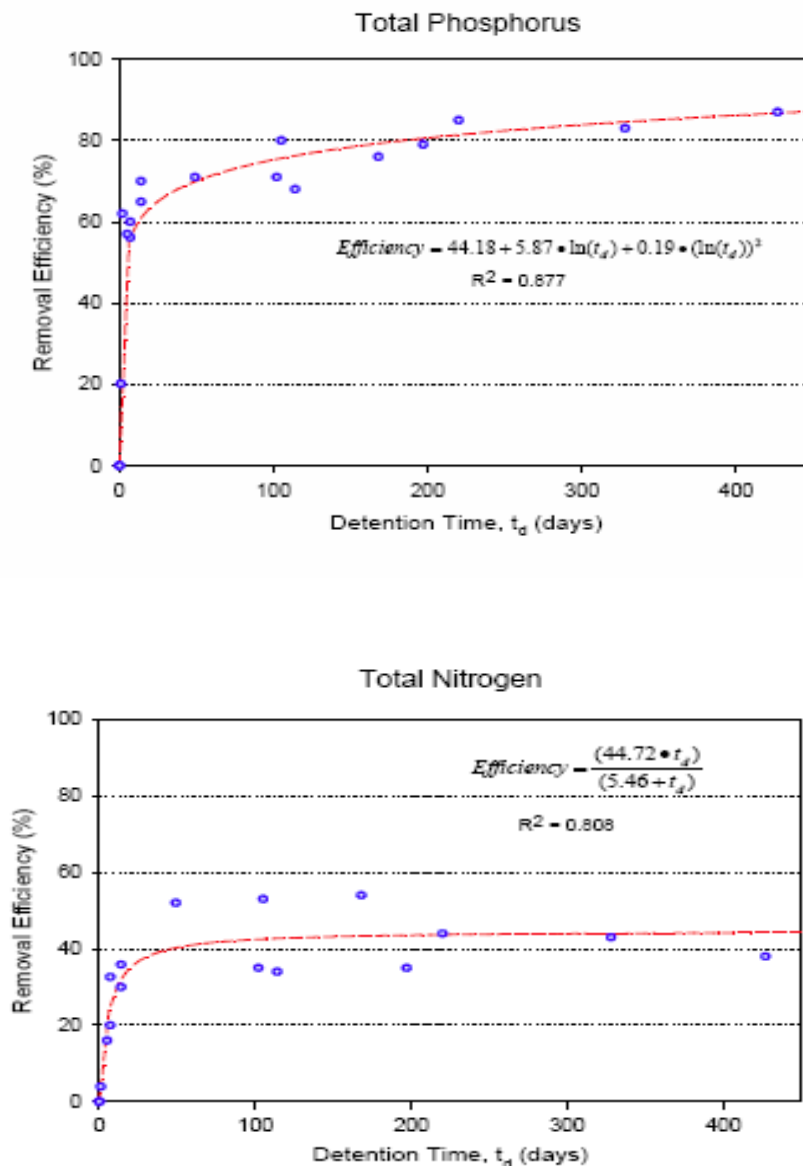 Total Phosphorus
100
80
60
40
20
0
Removal Efficiency (%)
Efficiency = 44.18 + 5.87 • ln(t_d) + 0.19 • (ln(t_d))²
R² = 0.877
0 100 200 300 400
Detention Time, t_d (days)
Total Nitrogen
100
80
60
40
20
0
Removal Efficiency (%)
Efficiency = (44.72 • t_d)
(5.46 + t_d)
R² = 0.808
0 100 200 300 400
Detention Time, t_d (days)